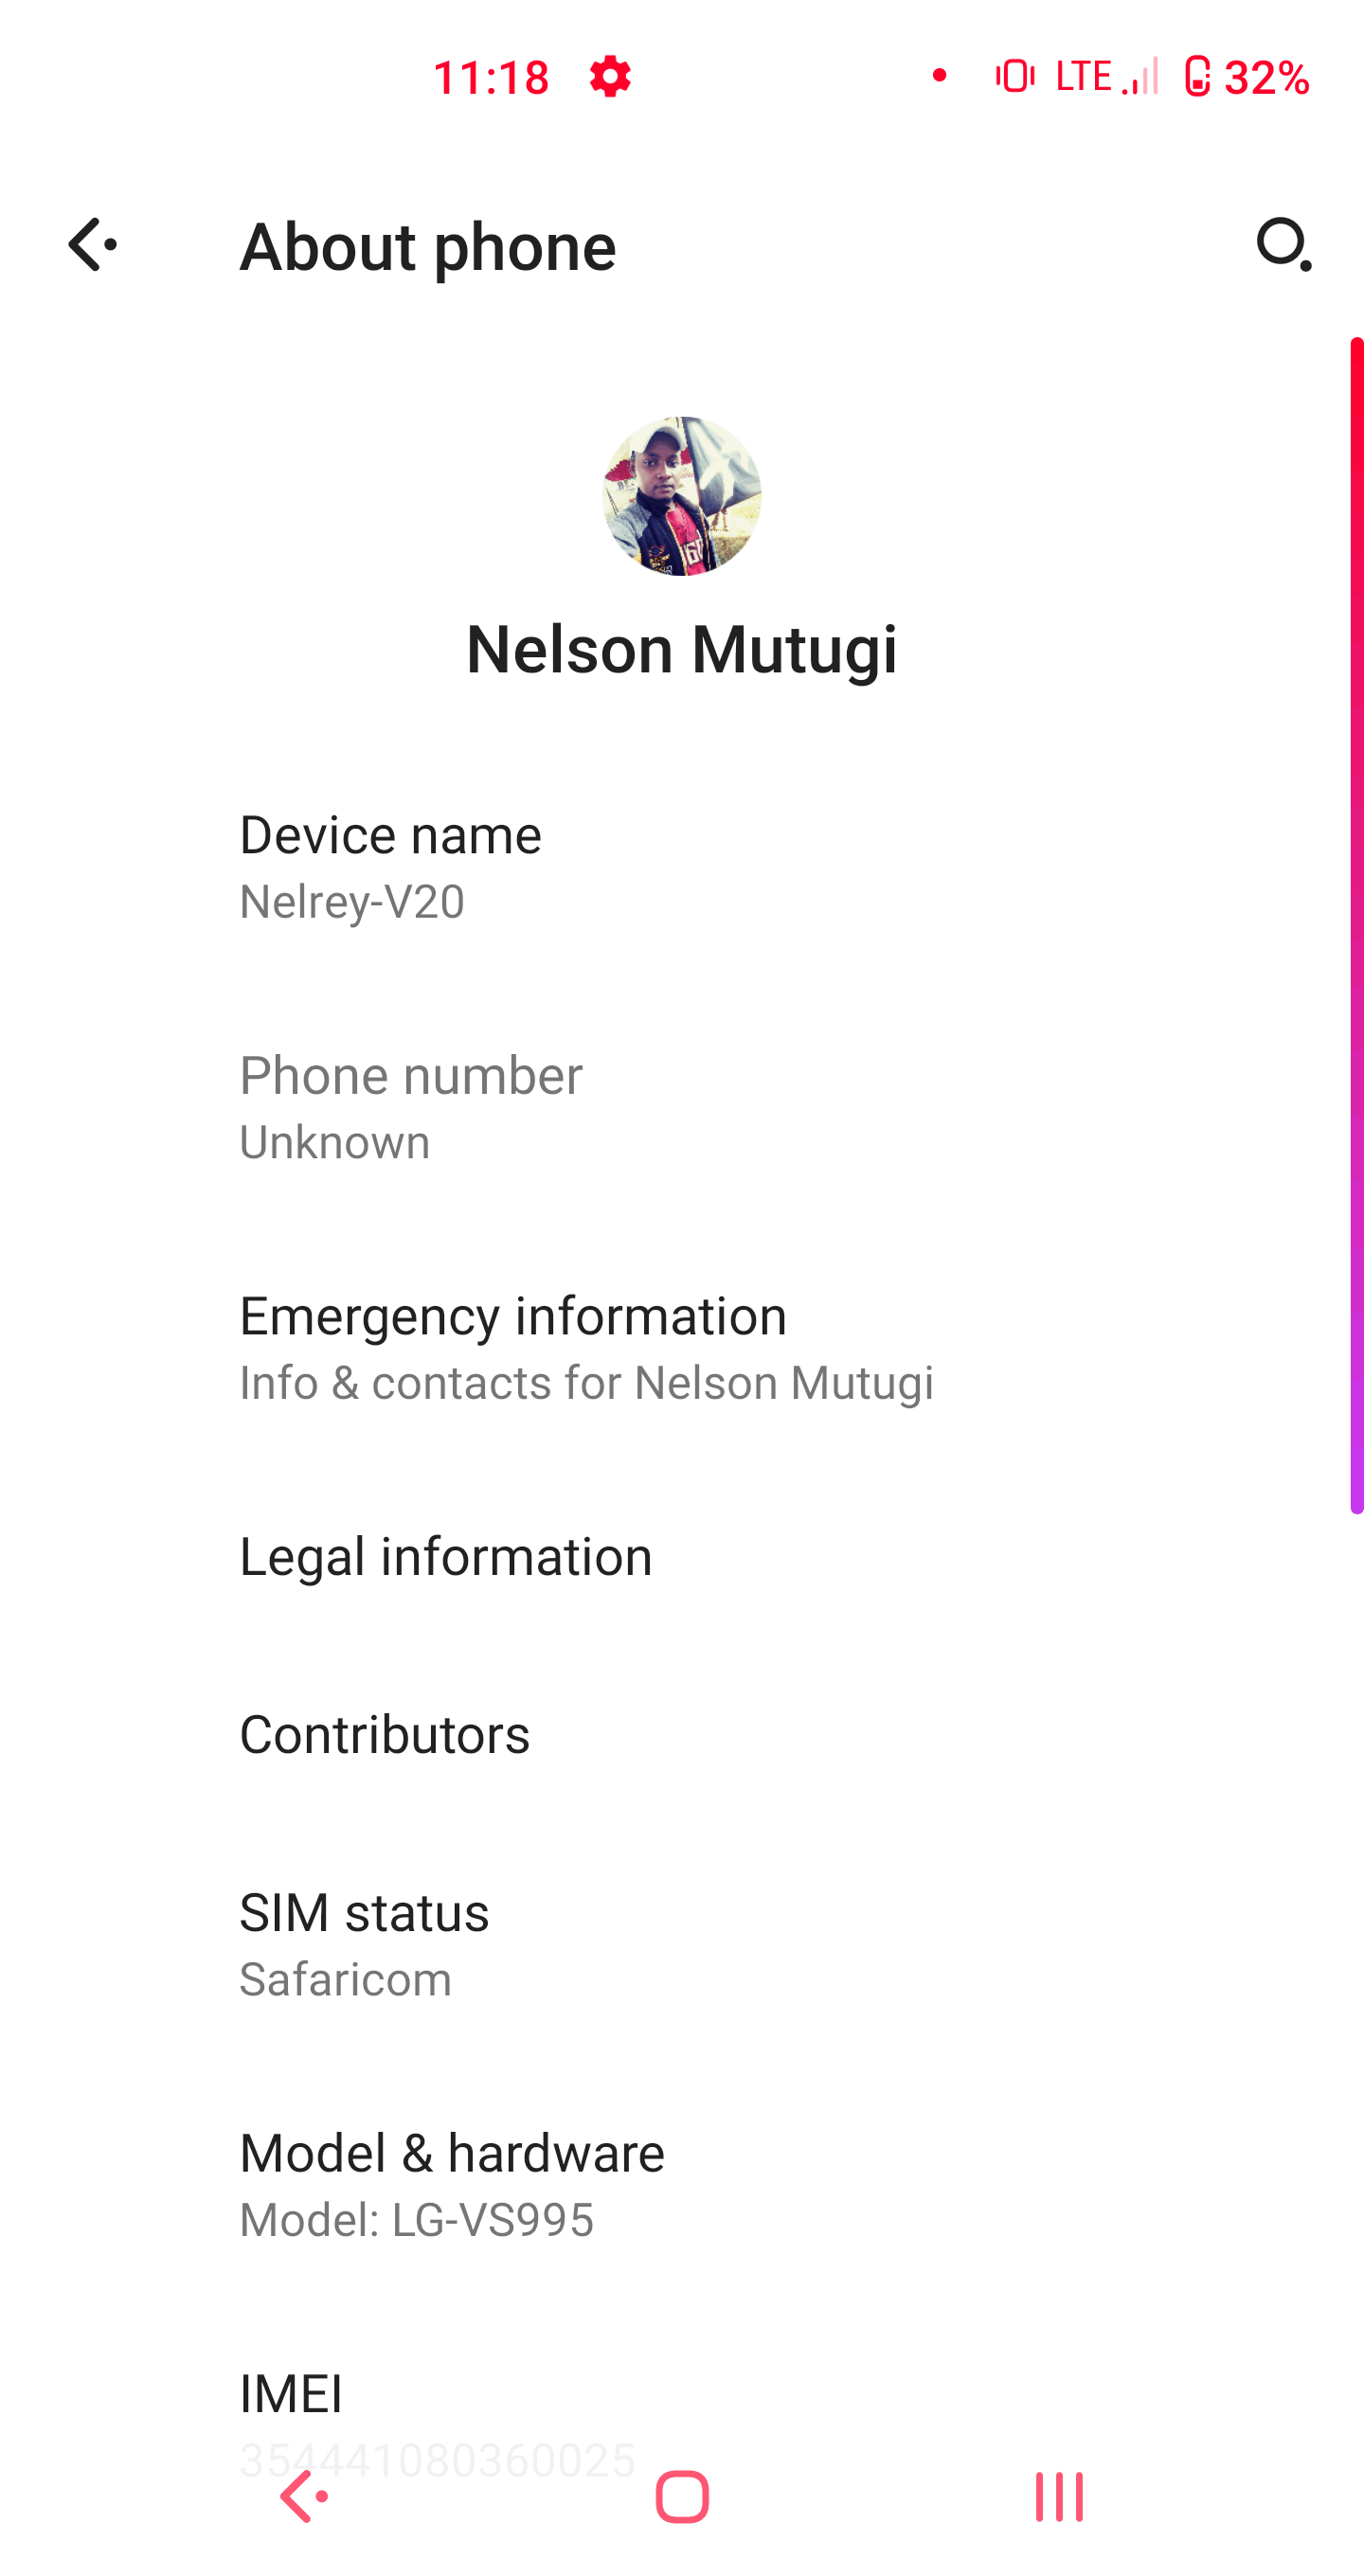 11:18 LTE 32%
About phone
Nelson Mutugi
Device name
Nelrey-V20
Phone number
Unknown
Emergency information
Info & contacts for Nelson Mutugi
Legal information
Contributors
SIM status
Safaricom
Model & hardware
Model: LG-VS995
IMEI
354441080360025